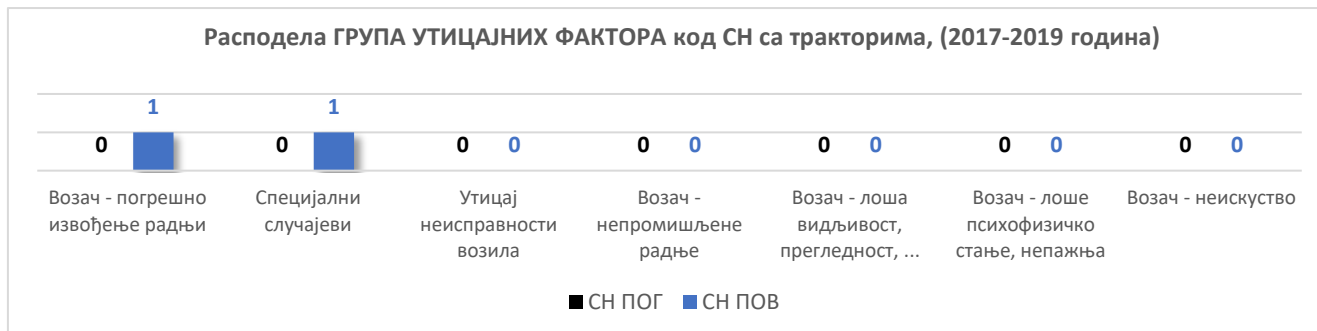 Расподела ГРУПА УТИЦАЈНИХ ФАКТОРА код СН са тракторима, (2017-2019 година)
1 1
0 0 0 0 0 0 0 0 0 0 0 0
Возач - погрешно извођење радњи
Специјални случајеви
Утицај неисправности возила
Возач - непромишљене радње
Возач - лоша видљивост, прегледност, ...
Возач - лоше психофизичко стање, непажња
Возач - неискуство
СН ПОГ СН ПОВ